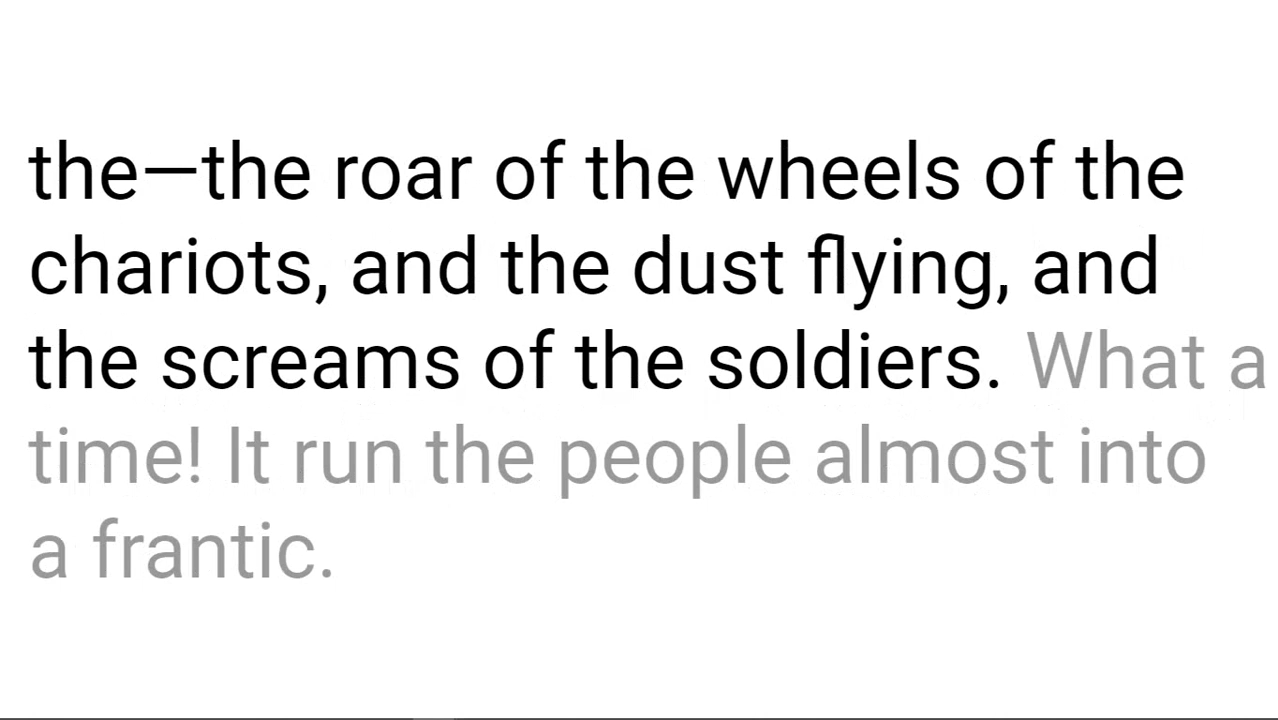 the—the roar of the wheels of the
chariots, and the dust flying, and
the screams of the soldiers. What a
time! It run the people almost into
a frantic.